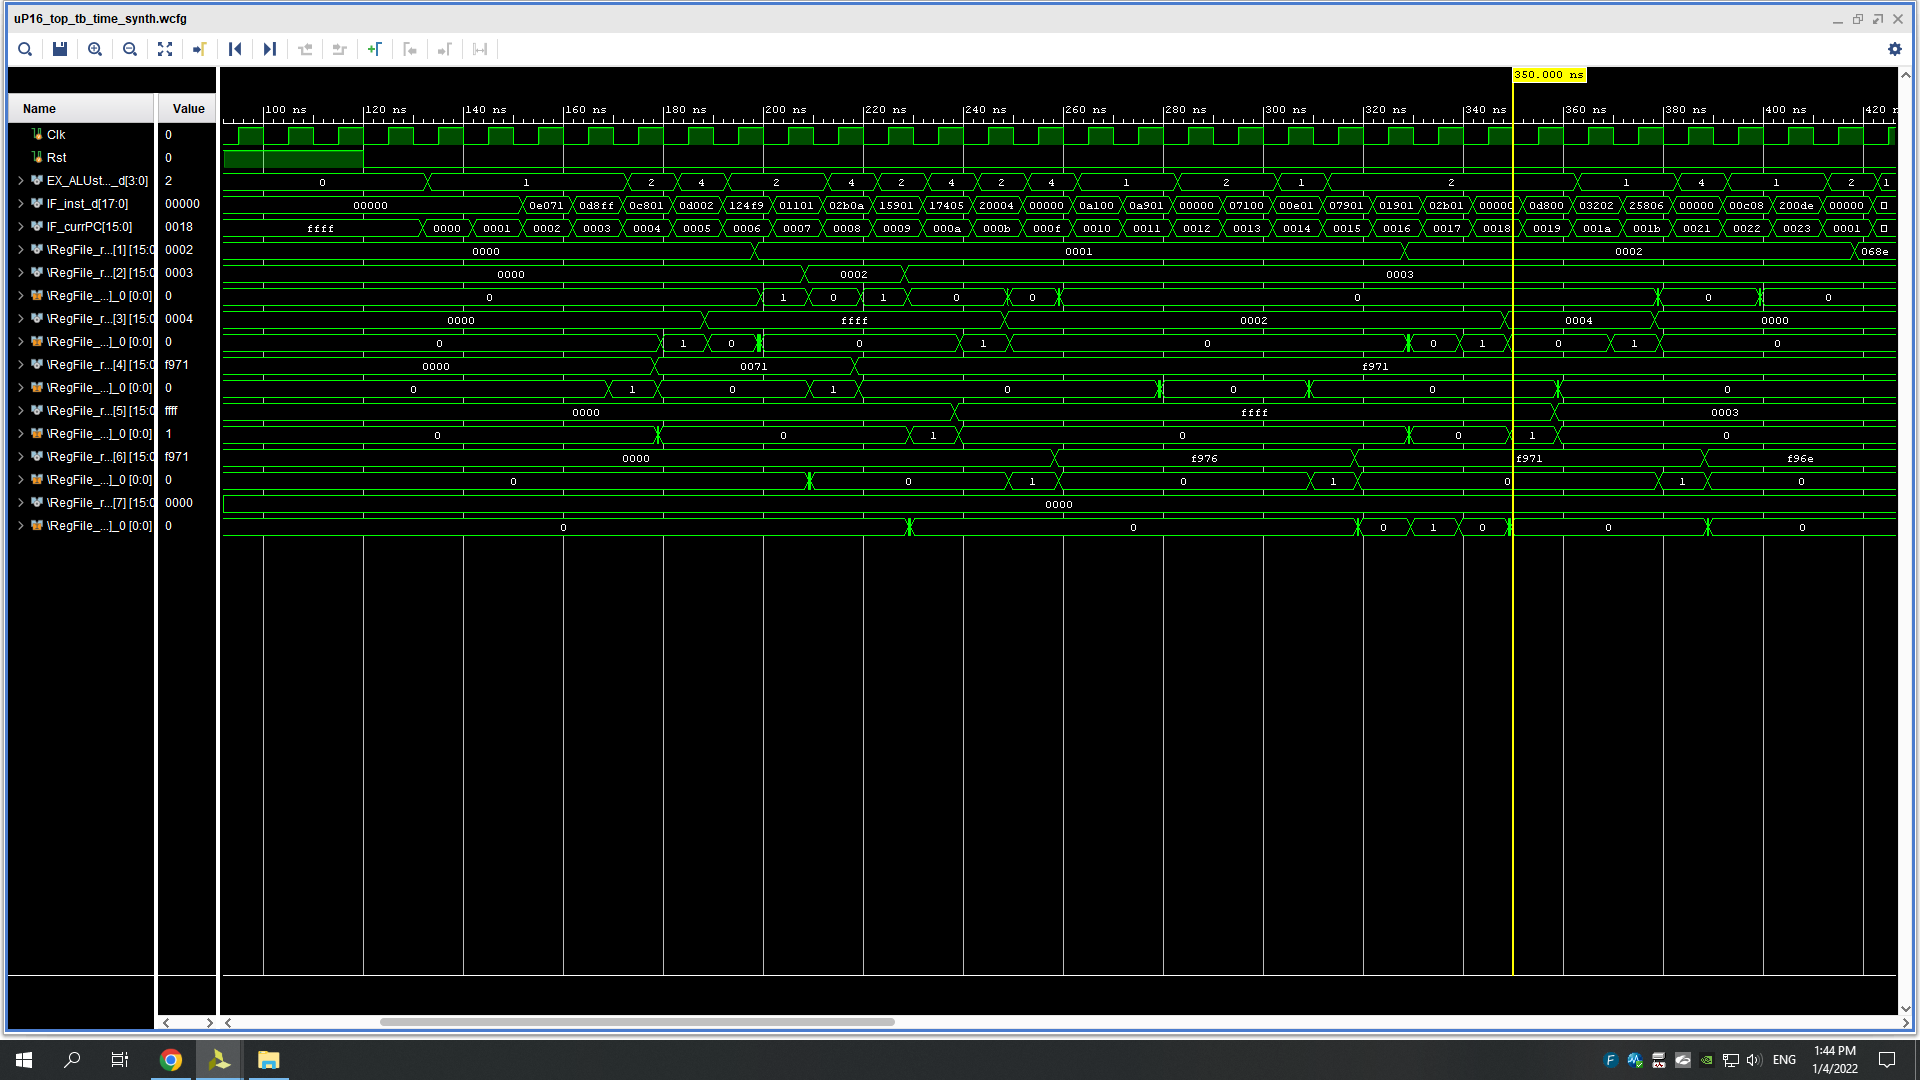 uP16_top_tb_time_synth.wcfg
350.000 ns
Name Value
100 ns 120 ns 140 ns 160 ns 180 ns 200 ns 220 ns 240 ns 260 ns 280 ns 300 ns 320 ns 340 ns 360 ns 380 ns 400 ns 420 n
Clk 0
Rst 0
EX_ALUst..._d[3:0] 2 0 1 2 4 2 4 2 4 2 4 1 2 1 2 1 4 1 2 1
IF_inst_d[17:0] 00000 00000 0e071 0d8ff 0c801 0d002 124f9 01101 02b0a 15901 17405 20004 00000 0a100 0a901 00000 07100 00e01 07901 01901 02b01 00000 0d800 03202 25806 00000 00c08 200de 00000
IF_currPC[15:0] 0018 ffff 0000 0001 0002 0003 0004 0005 0006 0007 0008 0009 000a 000b 000f 0010 0011 0012 0013 0014 0015 0016 0017 0018 0019 001a 001b 0021 0022 0023 0001
\RegFile_r...[1] [15:0 0002 0000 0001 0002 068e
\RegFile_r...[2] [15:0 0003 0000 0002 0003
\RegFile_...]_0 [0:0] 0 0 1 0 1 0 0 0 0 0
\RegFile_r...[3] [15:0 0004 0000 ffff 0002 0004 0000
\RegFile_...]_0 [0:0] 0 0 1 0 0 1 0 0 1 0 1 0
\RegFile_r...[4] [15:0 f971 0000 0071 f971
\RegFile_...]_0 [0:0] 0 0 1 0 1 0 0 0 0
\RegFile_r...[5] [15:0 ffff 0000 ffff 0003
\RegFile_...]_0 [0:0] 1 0 0 1 0 0 1 0
\RegFile_r...[6] [15:0 f971 0000 f976 f971 f96e
\RegFile_...]_0 [0:0] 0 0 0 1 0 1 0 1 0
\RegFile_r...[7] [15:0 0000 0000
\RegFile_...]_0 [0:0] 0 0 0 0 1 0 0 0
ENG
1:44 PM
1/4/2022